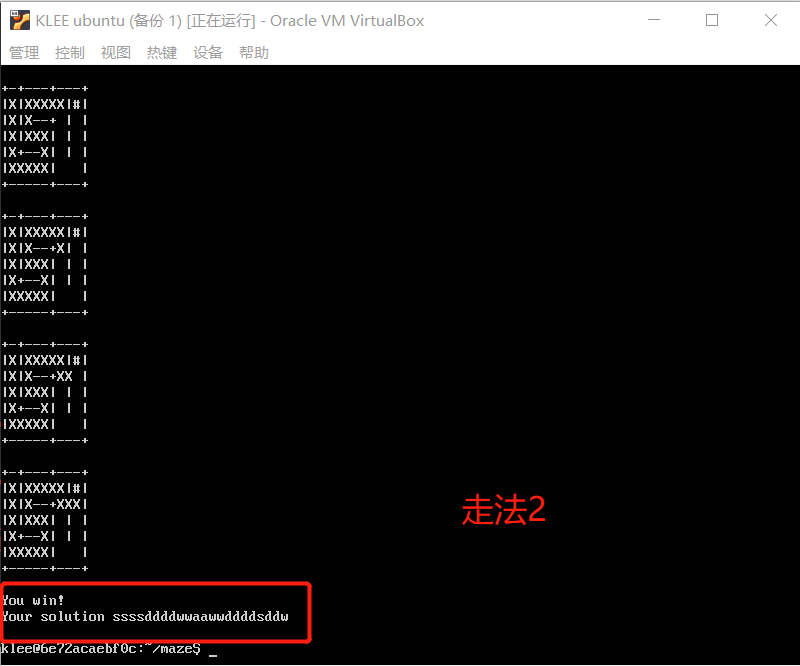 KLEE ubuntu (备份 1) [正在运行] - Oracle VM VirtualBox
管理 控制 视图 热键 设备 帮助
+-+---+---+
|X|XXXXX|#|
|X|X--+ | |
|X|XXX| | |
|X+--X| | |
|XXXXX|   |
+-----+---+
+-+---+---+
|X|XXXXX|#|
|X|X--+X| |
|X|XXX| | |
|X+--X| | |
|XXXXX|   |
+-----+---+
+-+---+---+
|X|XXXXX|#|
|X|X--+XX |
|X|XXX| | |
|X+--X| | |
|XXXXX|   |
+-----+---+
+-+---+---+
|X|XXXXX|#|
|X|X--+XXX|
|X|XXX| | |
|X+--X| | |
|XXXXX|   |
+-----+---+
走法2
You win!
Your solution ssssddddwwaawwddddsddw
klee@6e72acaebf0c:~/maze$ _